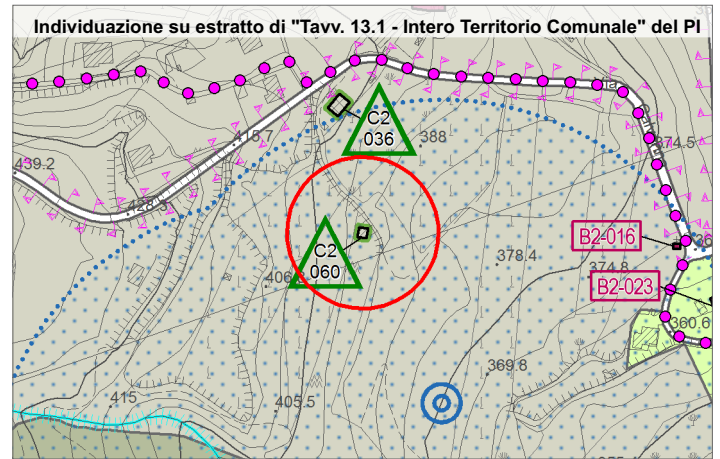 Individuazione su estratto di "Tavv. 13.1 - Intero Territorio Comunale" del PI
C2
036
415.7
388
374.5
439.2
428.3
B2-016
C2
060
378.4
374.8
B2-023
360.6
369.8
415
405.5